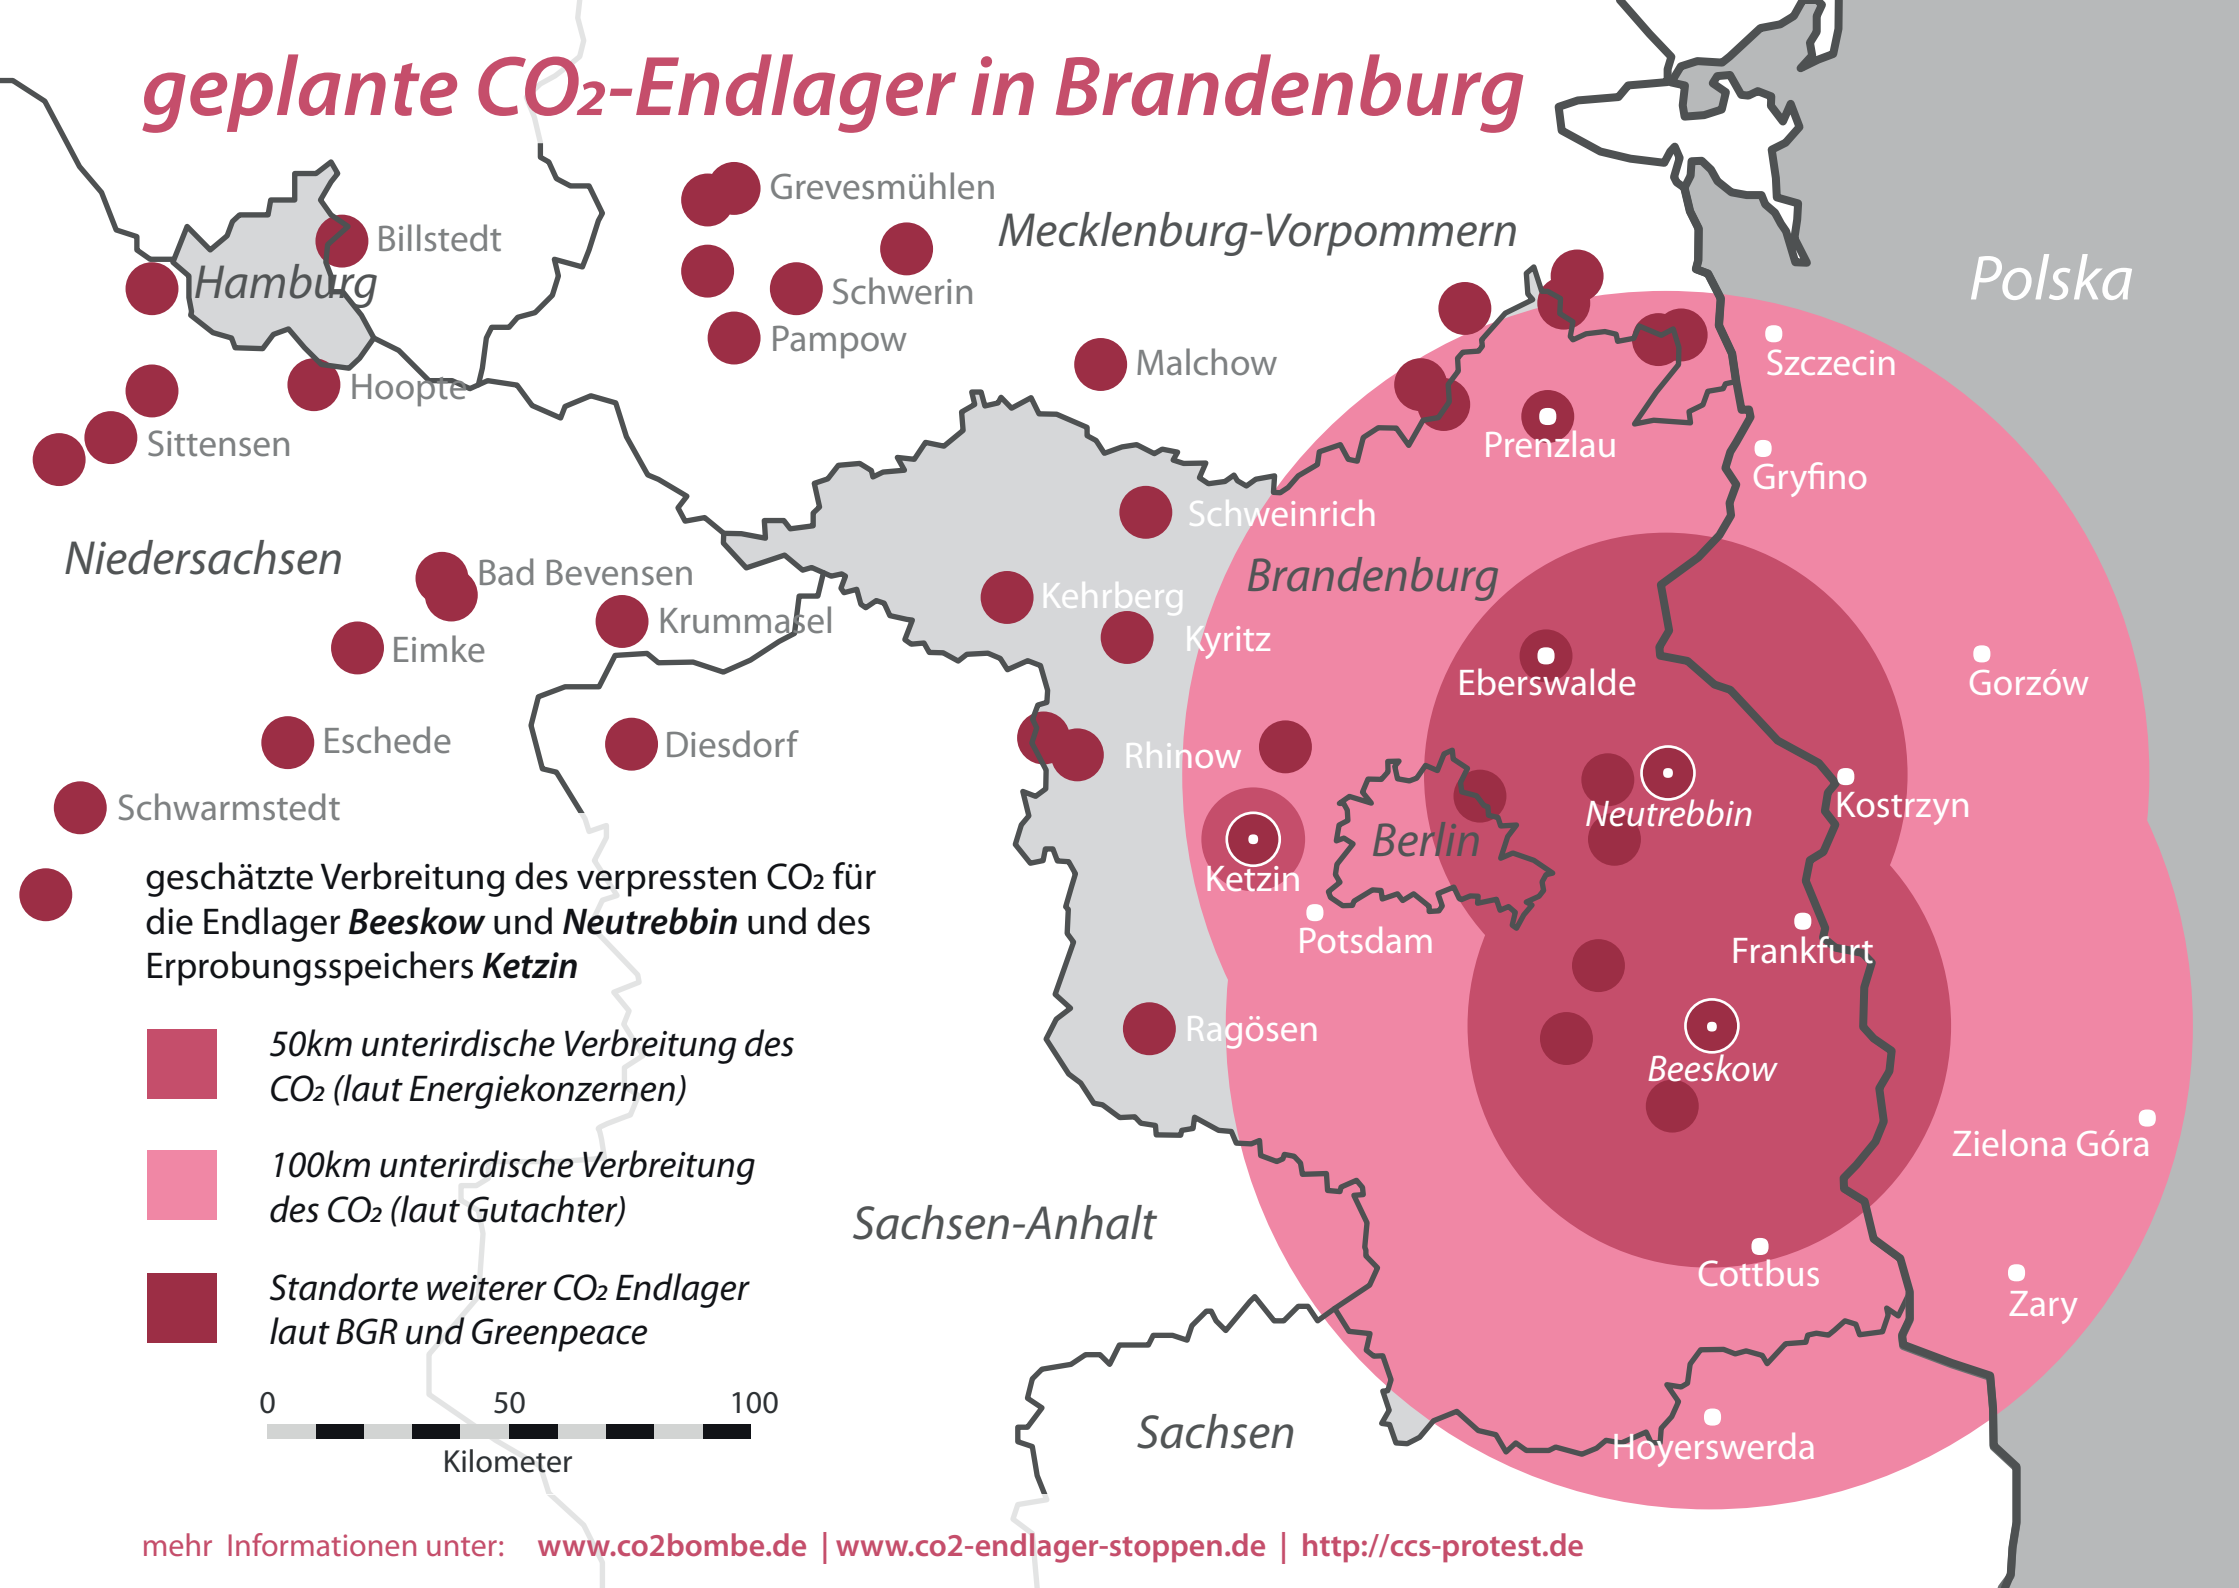 geplante CO₂-Endlager in Brandenburg
Grevesmühlen
Mecklenburg-Vorpommern
Billstedt
Hamburg
Schwerin
Polska
Pampow
Malchow
Szczecin
Hoopte
Sittensen
Prenzlau
Gryfino
Schweinrich
Niedersachsen
Bad Bevensen
Brandenburg
Kehrberg
Krummasel
Kyritz
Eimke
Eberswalde
Gorzów
Eschede
Diesdorf
Rhinow
Schwarmstedt
Neutrebbin
Kostrzyn
Berlin
Ketzin
Potsdam
Frankfurt
geschätzte Verbreitung des verpressten CO₂ für
die Endlager Beeskow und Neutrebbin und des
Erprobungsspeichers Ketzin
Ragösen
Beeskow
50km unterirdische Verbreitung des
CO₂ (laut Energiekonzernen)
Zielona Góra
100km unterirdische Verbreitung
des CO₂ (laut Gutachter)
Sachsen-Anhalt
Cottbus
Zary
Standorte weiterer CO₂ Endlager
laut BGR und Greenpeace
0 50 100
Kilometer
Sachsen
Hoyerswerda
mehr Informationen unter: www.co2bombe.de | www.co2-endlager-stoppen.de | http://ccs-protest.de